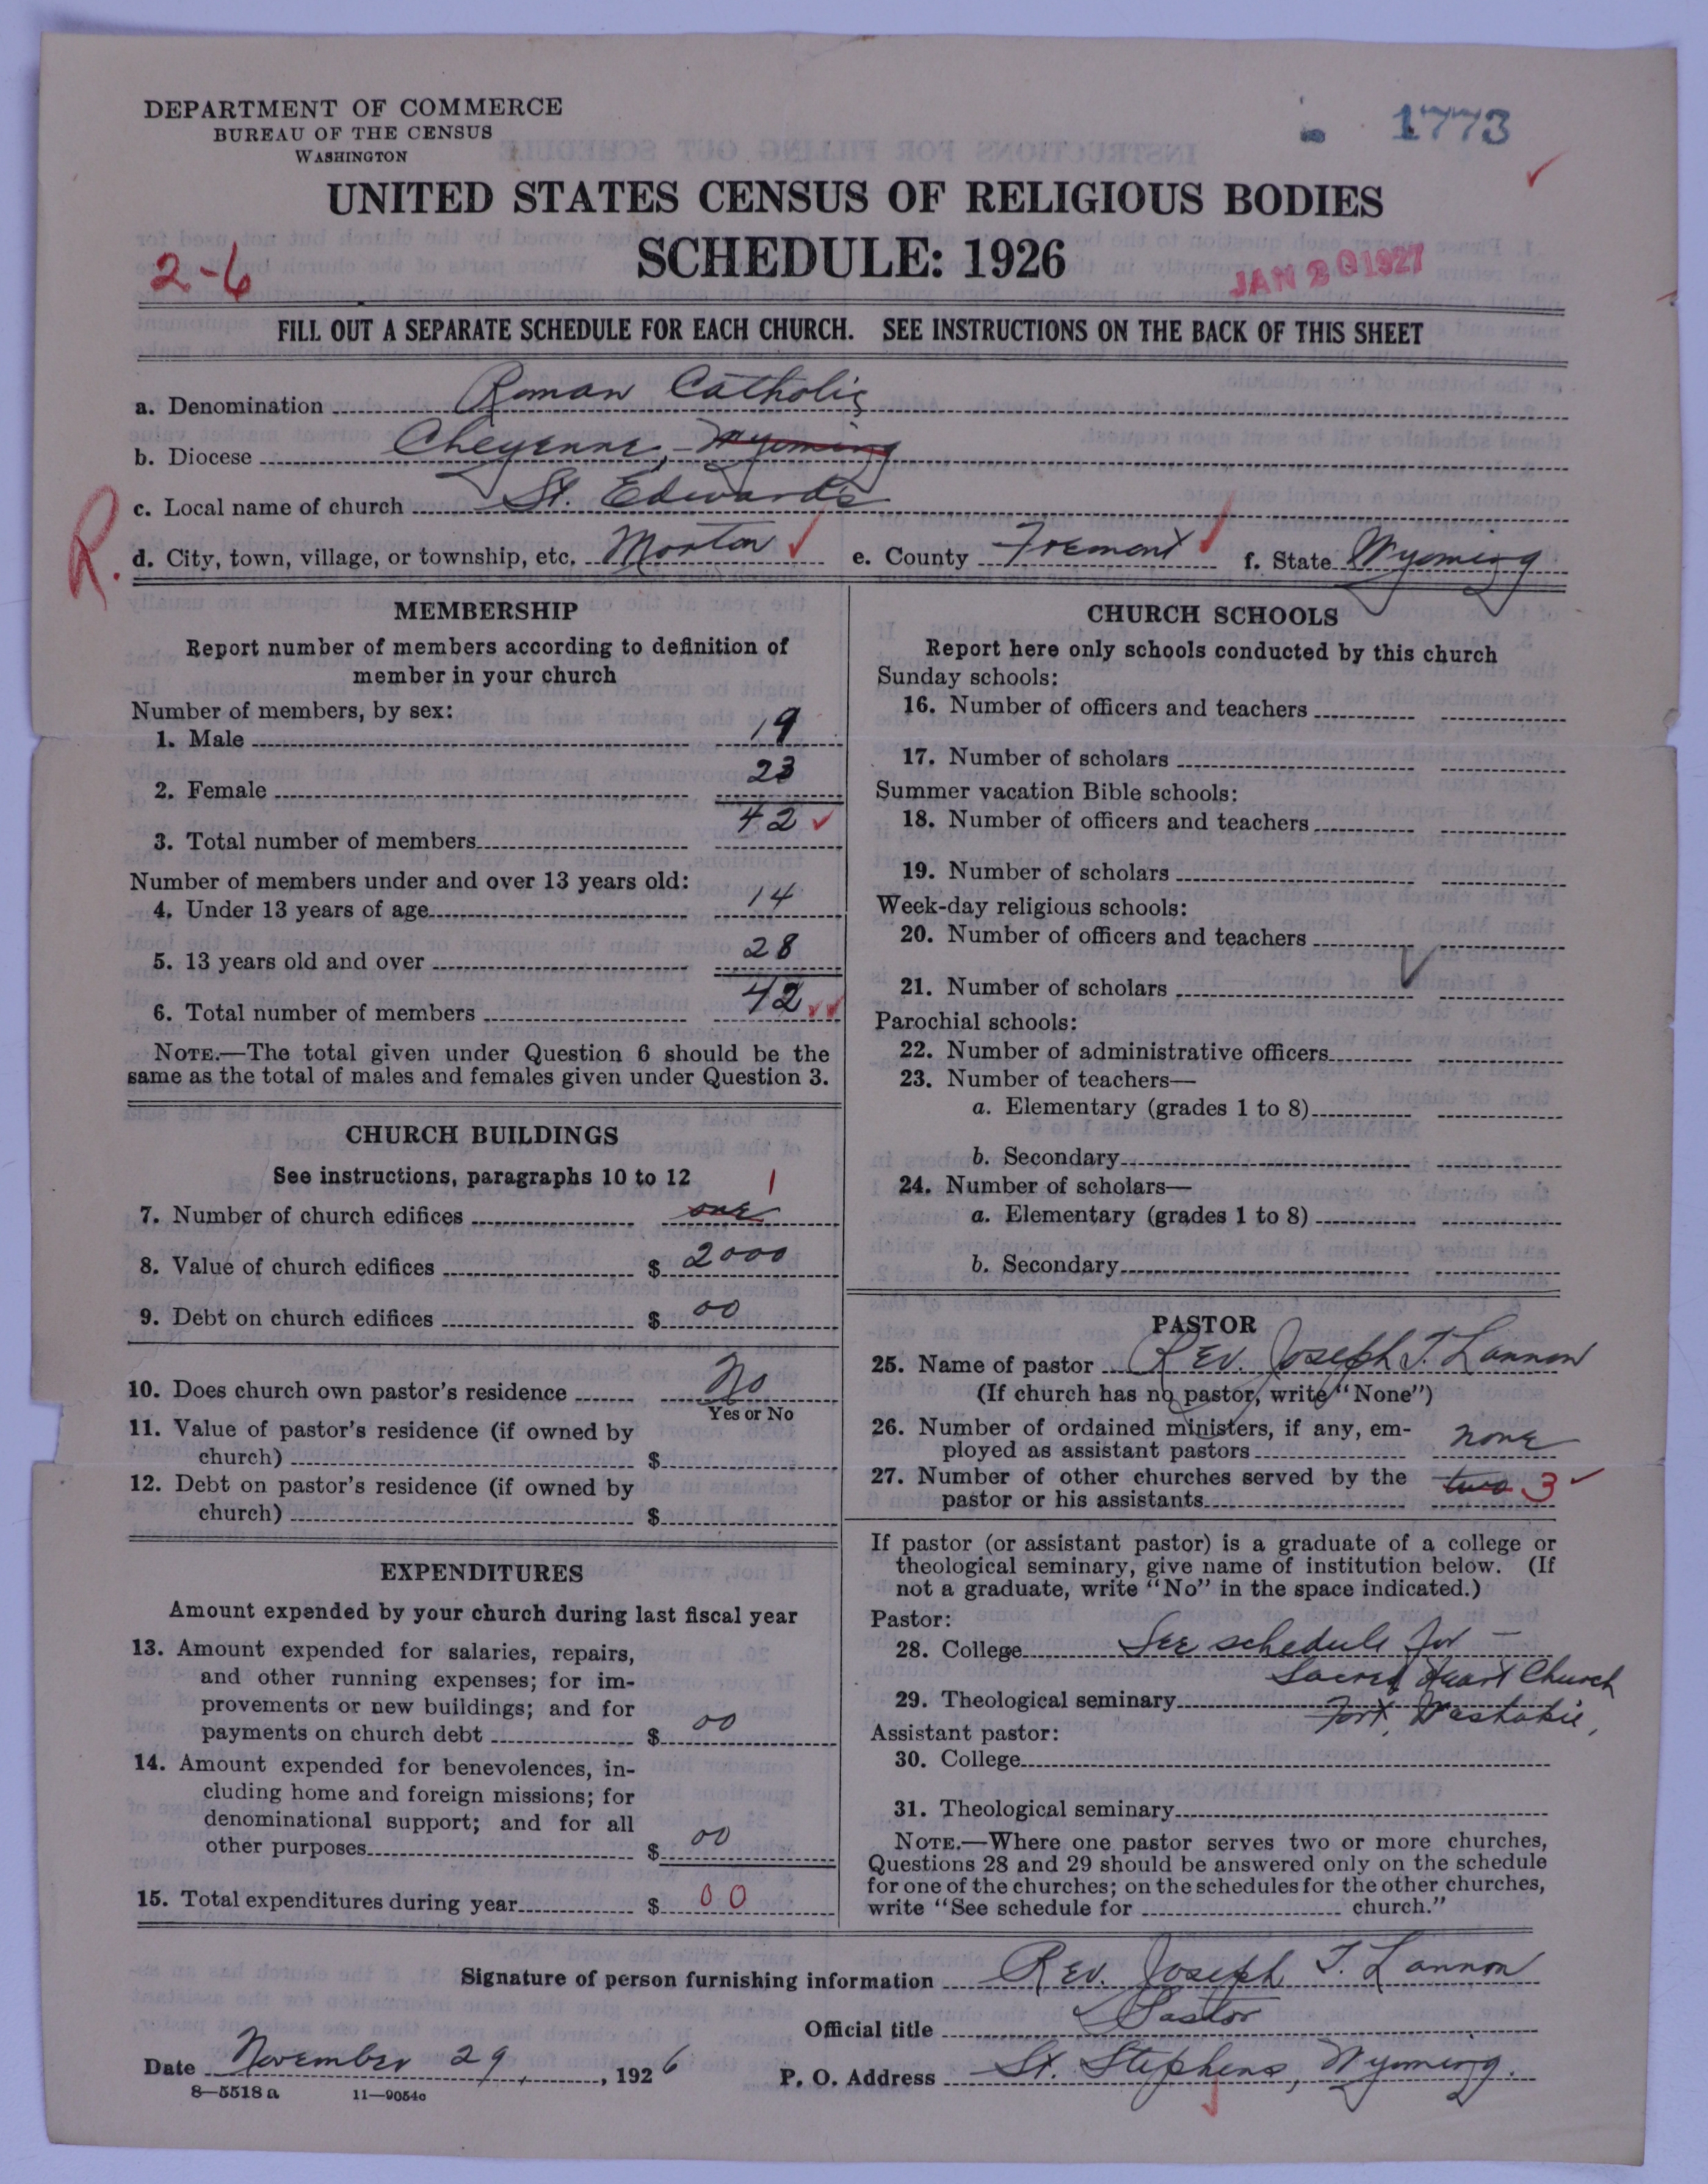 DEPARTMENT OF COMMERCE
BUREAU OF THE CENSUS
WASHINGTON
1773
UNITED STATES CENSUS OF RELIGIOUS BODIES
SCHEDULE: 1926
2-6
JAN 20 1927
FILL OUT A SEPARATE SCHEDULE FOR EACH CHURCH. SEE INSTRUCTIONS ON THE BACK OF THIS SHEET
a. Denomination Roman Catholic
b. Diocese Cheyenne, Wyoming
c. Local name of church St. Edwards
R.
d. City, town, village, or township, etc. Morton e. County Fremont f. State Wyoming
MEMBERSHIP
Report number of members according to definition of
member in your church
Number of members, by sex:
1. Male 19
2. Female 23
3. Total number of members 42
Number of members under and over 13 years old:
4. Under 13 years of age 14
5. 13 years old and over 28
6. Total number of members 42
NOTE.—The total given under Question 6 should be the
same as the total of males and females given under Question 3.
CHURCH BUILDINGS
See instructions, paragraphs 10 to 12
7. Number of church edifices one 1
8. Value of church edifices $ 2000
9. Debt on church edifices $ 00
10. Does church own pastor's residence No
Yes or No
11. Value of pastor's residence (if owned by
church) $
12. Debt on pastor's residence (if owned by
church) $
EXPENDITURES
Amount expended by your church during last fiscal year
13. Amount expended for salaries, repairs,
and other running expenses; for im-
provements or new buildings; and for
payments on church debt $ 00
14. Amount expended for benevolences, in-
cluding home and foreign missions; for
denominational support; and for all
other purposes $ 00
15. Total expenditures during year $ 00
CHURCH SCHOOLS
Report here only schools conducted by this church
Sunday schools:
16. Number of officers and teachers
17. Number of scholars
Summer vacation Bible schools:
18. Number of officers and teachers
19. Number of scholars
Week-day religious schools:
20. Number of officers and teachers
21. Number of scholars
Parochial schools:
22. Number of administrative officers
23. Number of teachers—
a. Elementary (grades 1 to 8)
b. Secondary
24. Number of scholars—
a. Elementary (grades 1 to 8)
b. Secondary
PASTOR
25. Name of pastor Rev. Joseph T. Lannon
(If church has no pastor, write "None")
26. Number of ordained ministers, if any, em-
ployed as assistant pastors none
27. Number of other churches served by the
pastor or his assistants two 3
If pastor (or assistant pastor) is a graduate of a college or
theological seminary, give name of institution below. (If
not a graduate, write "No" in the space indicated.)
Pastor:
28. College See schedule for —
Sacred Heart Church
29. Theological seminary Fort Washakie,
Assistant pastor:
30. College
31. Theological seminary
NOTE.—Where one pastor serves two or more churches,
Questions 28 and 29 should be answered only on the schedule
for one of the churches; on the schedules for the other churches,
write "See schedule for church."
Signature of person furnishing information Rev. Joseph T. Lannon
Official title Pastor
Date November 29, 1926 P. O. Address St. Stephens, Wyoming.
8—5518a 11—9054c